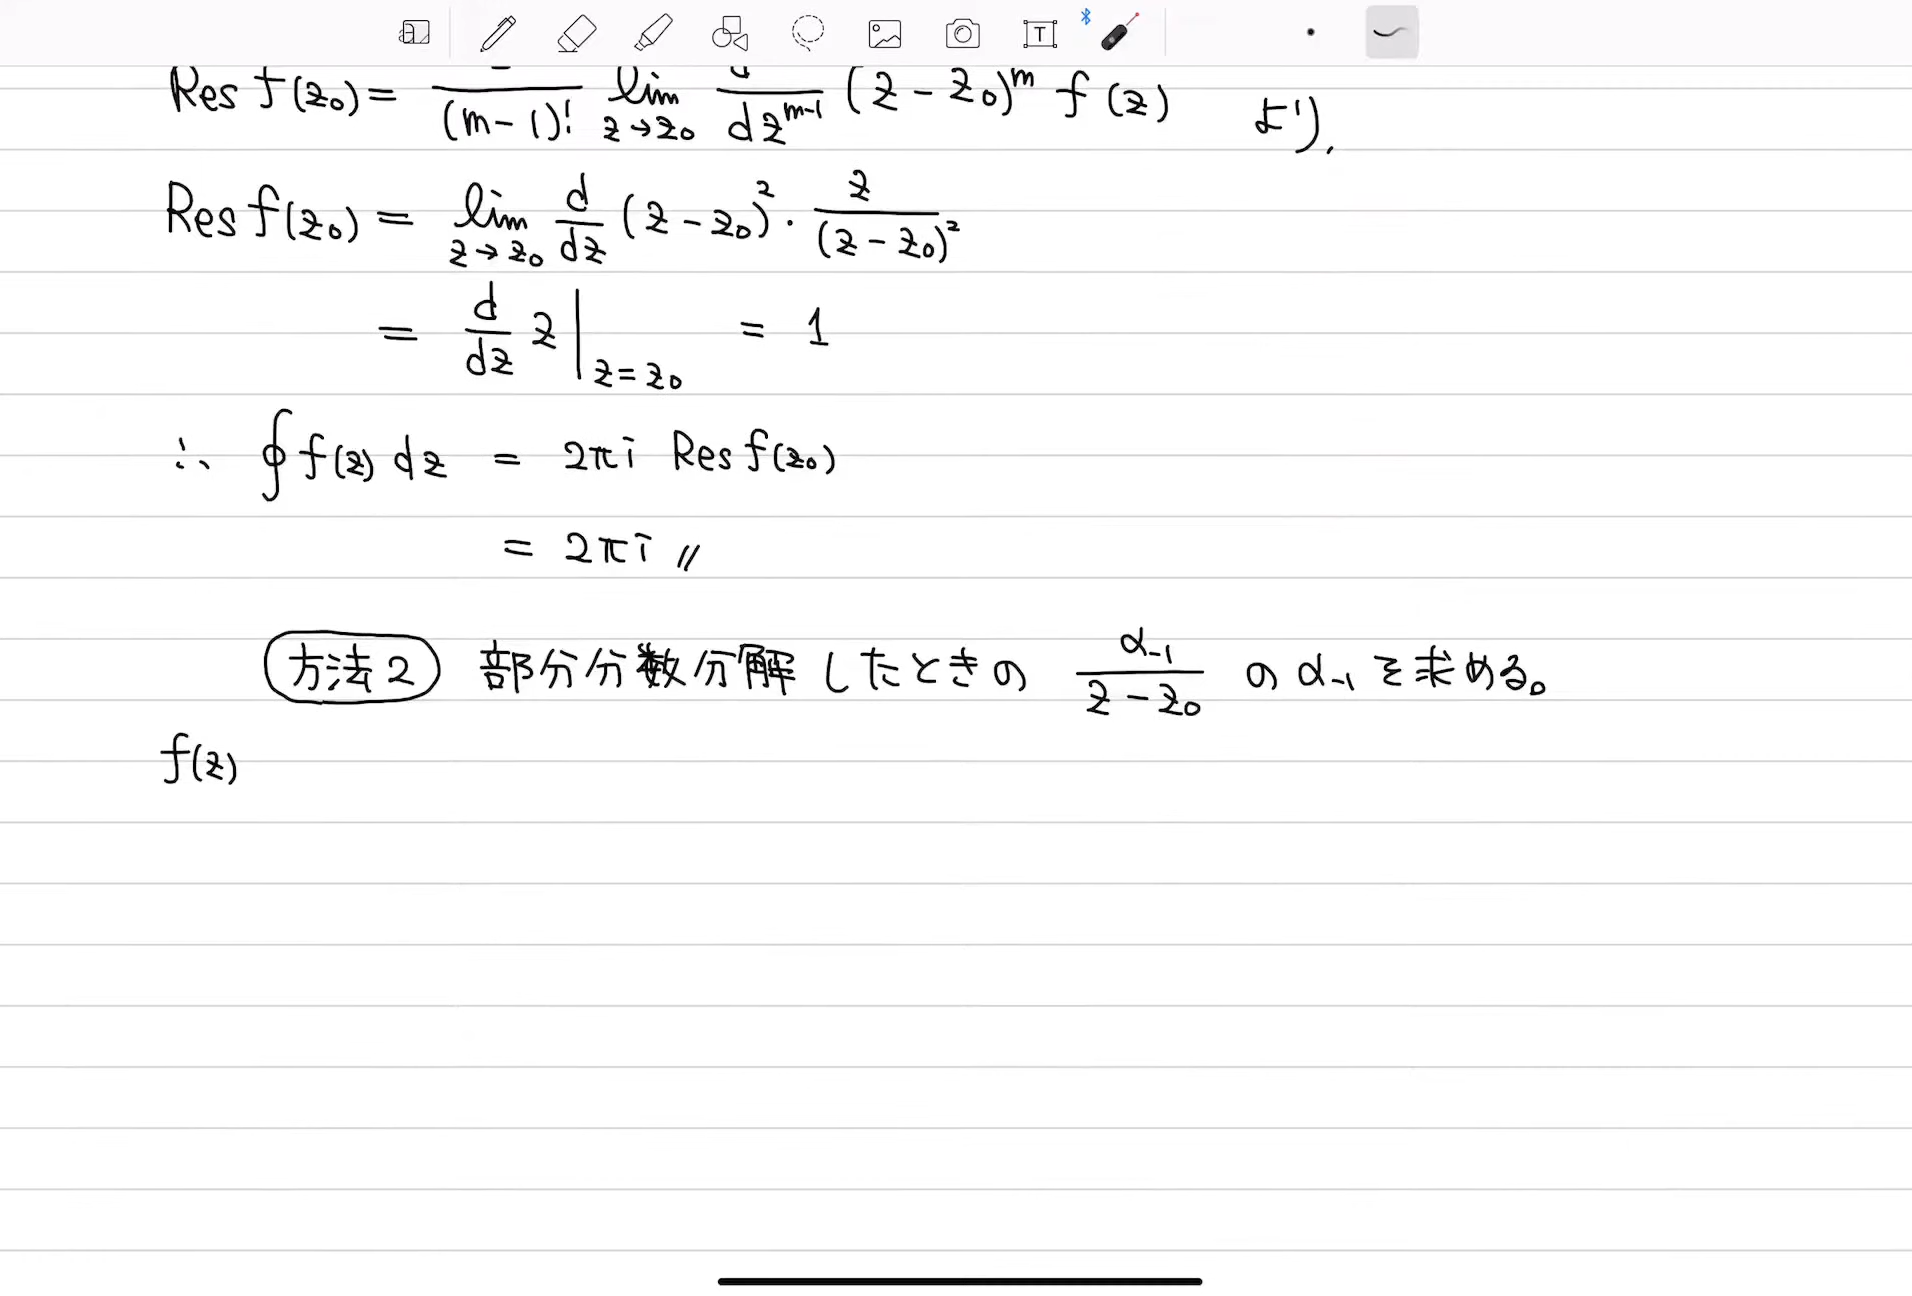 Res f(z₀) = 1/(m-1)! lim_{z→z₀} d/dz^{m-1} (z - z₀)^m f(z) より、
Res f(z₀) = lim_{z→z₀} d/dz (z - z₀)² · z/(z - z₀)²
= d/dz z |_{z=z₀} = 1
∴ ∮ f(z) dz = 2πi Res f(z₀)
= 2πi //
方法2 部分分数分解したときの α₋₁/(z - z₀) の α₋₁ を求める。
f(z)